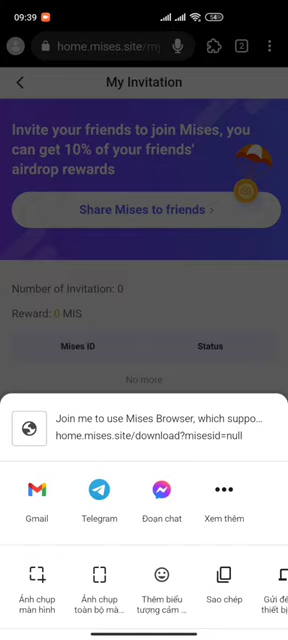 09:39
54
home.mises.site/my
2
My Invitation
Invite your friends to join Mises, you
can get 10% of your friends'
airdrop rewards
Share Mises to friends >
Number of Invitation: 0
Reward: 0 MIS
Mises ID Status
No more
Join me to use Mises Browser, which suppo...
home.mises.site/download?misesid=null
Gmail
Telegram
Đoạn chat
Xem thêm
Ảnh chụp
màn hình
Ảnh chụp
toàn bộ mà...
Thêm biểu
tượng cảm ...
Sao chép
Gửi đế
thiết bị